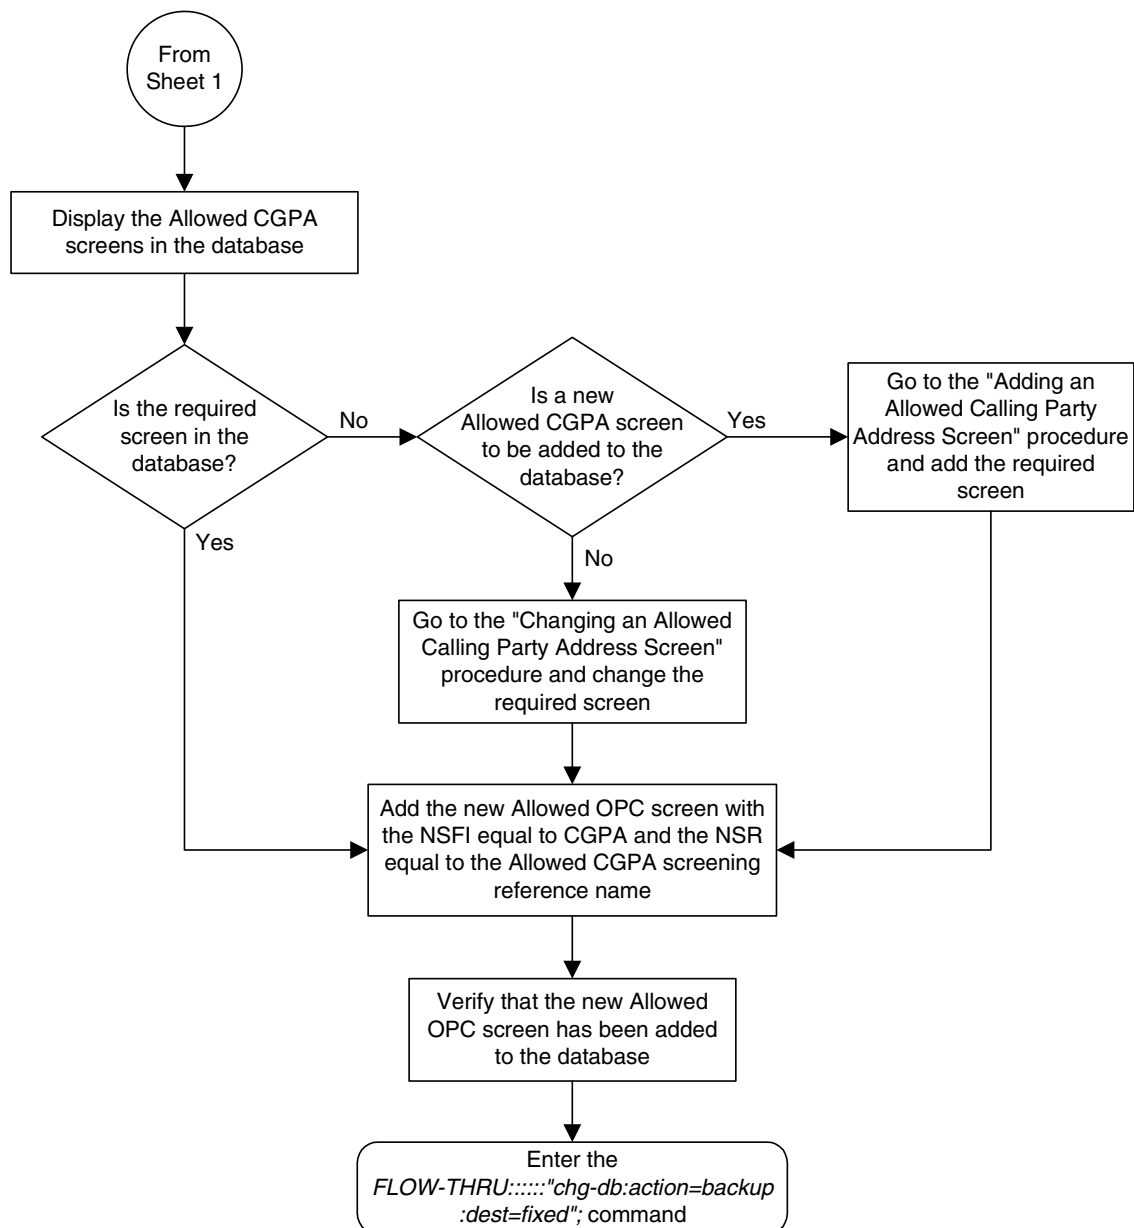 From
Sheet 1
Display the Allowed CGPA
screens in the database
Is the required
screen in the
database?
No
Yes
Is a new
Allowed CGPA screen
to be added to the
database?
Yes
No
Go to the "Adding an
Allowed Calling Party
Address Screen" procedure
and add the required
screen
Go to the "Changing an Allowed
Calling Party Address Screen"
procedure and change the
required screen
Add the new Allowed OPC screen with
the NSFI equal to CGPA and the NSR
equal to the Allowed CGPA screening
reference name
Verify that the new Allowed
OPC screen has been added
to the database
Enter the
FLOW-THRU::::::"chg-db:action=backup
:dest=fixed"; command